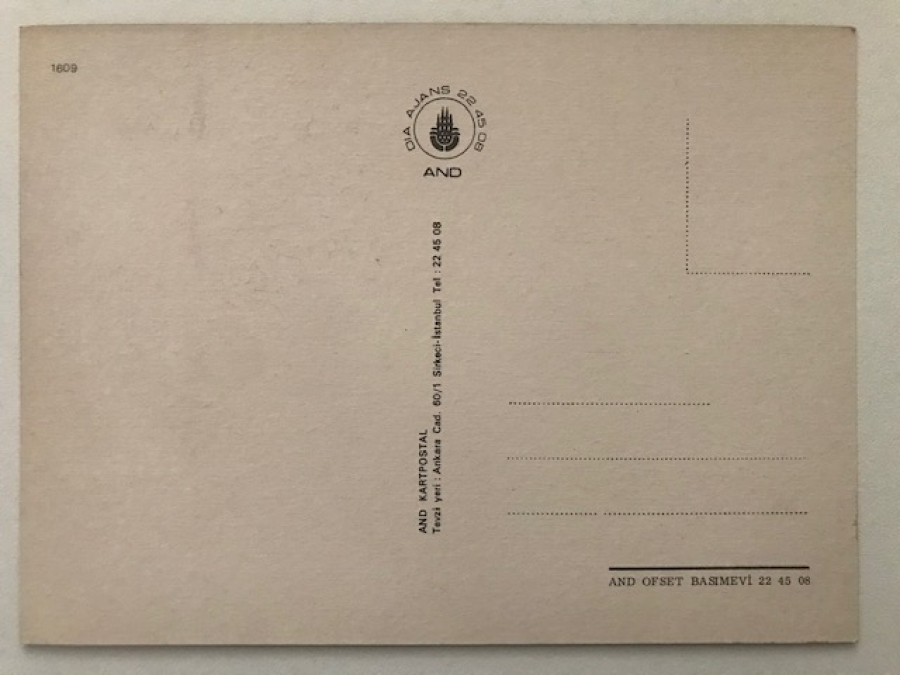 1609
DIA AJANS 22 45 08
AND
AND KARTPOSTAL
Tevzi yeri : Ankara Cad. 60/1 Sirkeci-İstanbul Tel : 22 45 08
AND OFSET BASIMEVİ 22 45 08